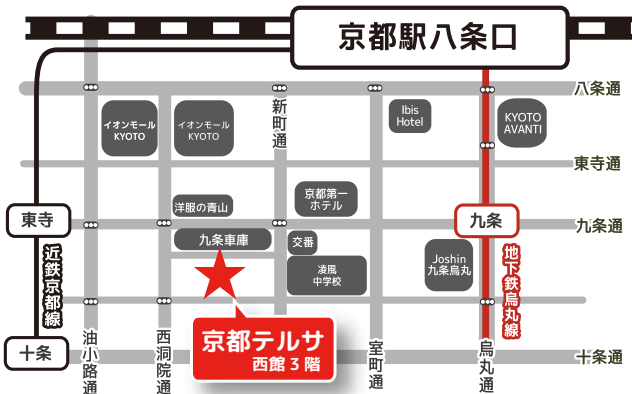 京都駅八条口
八条通
イオンモール
KYOTO
イオンモール
KYOTO
新町通
Ibis
Hotel
KYOTO
AVANTI
東寺通
京都第一
ホテル
洋服の青山
東寺
九条
九条通
九条車庫
交番
近鉄京都線
凌風
中学校
Joshin
九条烏丸
地下鉄烏丸線
京都テルサ
西館3階
十条
油小路通
西洞院通
室町通
烏丸通
十条通